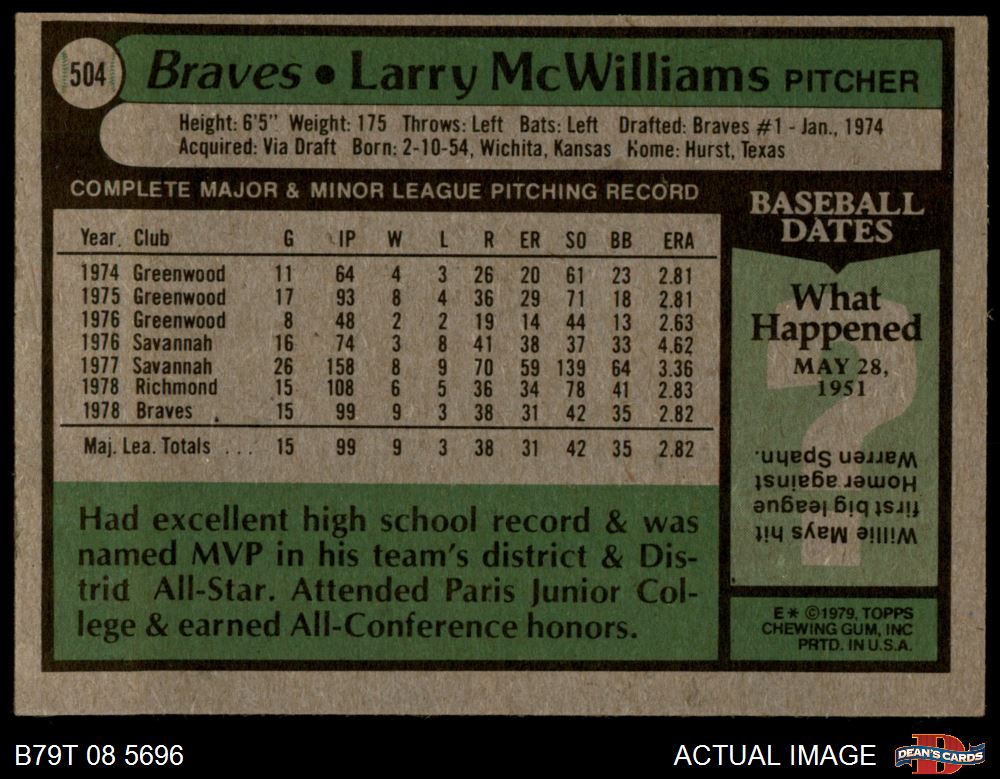 504 Braves • Larry McWilliams PITCHER
Height: 6'5" Weight: 175 Throws: Left Bats: Left Drafted: Braves #1 - Jan., 1974
Acquired: Via Draft Born: 2-10-54, Wichita, Kansas Home: Hurst, Texas
COMPLETE MAJOR & MINOR LEAGUE PITCHING RECORD
Year Club G IP W L R ER SO BB ERA
1974 Greenwood 11 64 4 3 26 20 61 23 2.81
1975 Greenwood 17 93 8 4 36 29 71 18 2.81
1976 Greenwood 8 48 2 2 19 14 44 13 2.63
1976 Savannah 16 74 3 8 41 38 37 33 4.62
1977 Savannah 26 158 8 9 70 59 139 64 3.36
1978 Richmond 15 108 6 5 36 34 78 41 2.83
1978 Braves 15 99 9 3 38 31 42 35 2.82
Maj. Lea. Totals ... 15 99 9 3 38 31 42 35 2.82
Had excellent high school record & was
named MVP in his team's district & Dis-
trid All-Star. Attended Paris Junior Col-
lege & earned All-Conference honors.
BASEBALL
DATES
What
Happened
MAY 28,
1951
?
Willie Mays hit
first big league
Homer against
Warren Spahn.
E* ©1979, TOPPS
CHEWING GUM, INC
PRTD. IN U.S.A.
B79T 08 5696
ACTUAL IMAGE
D
DEAN'S CARDS